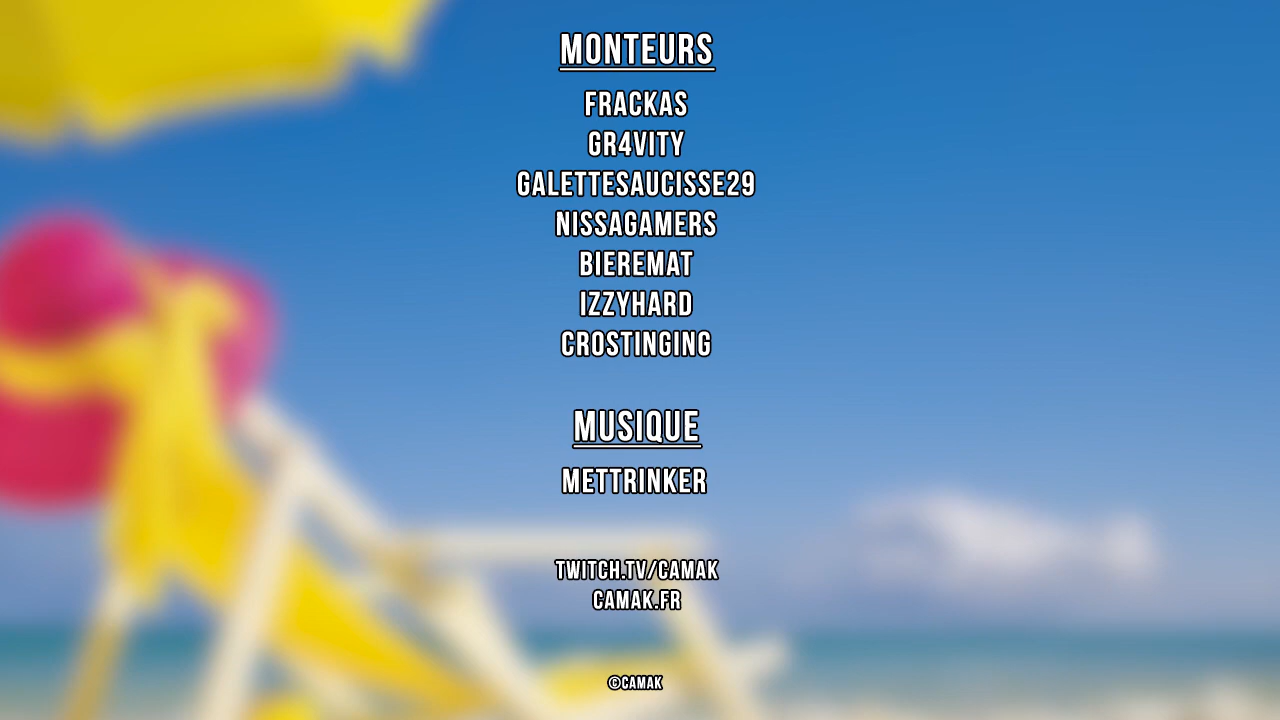 MONTEURS
FRACKAS
GR4VITY
GALETTESAUCISSE29
NISSAGAMERS
BIEREMAT
IZZYHARD
CROSTINGING
MUSIQUE
METTRINKER
TWITCH.TV/CAMAK
CAMAK.FR
©CAMAK